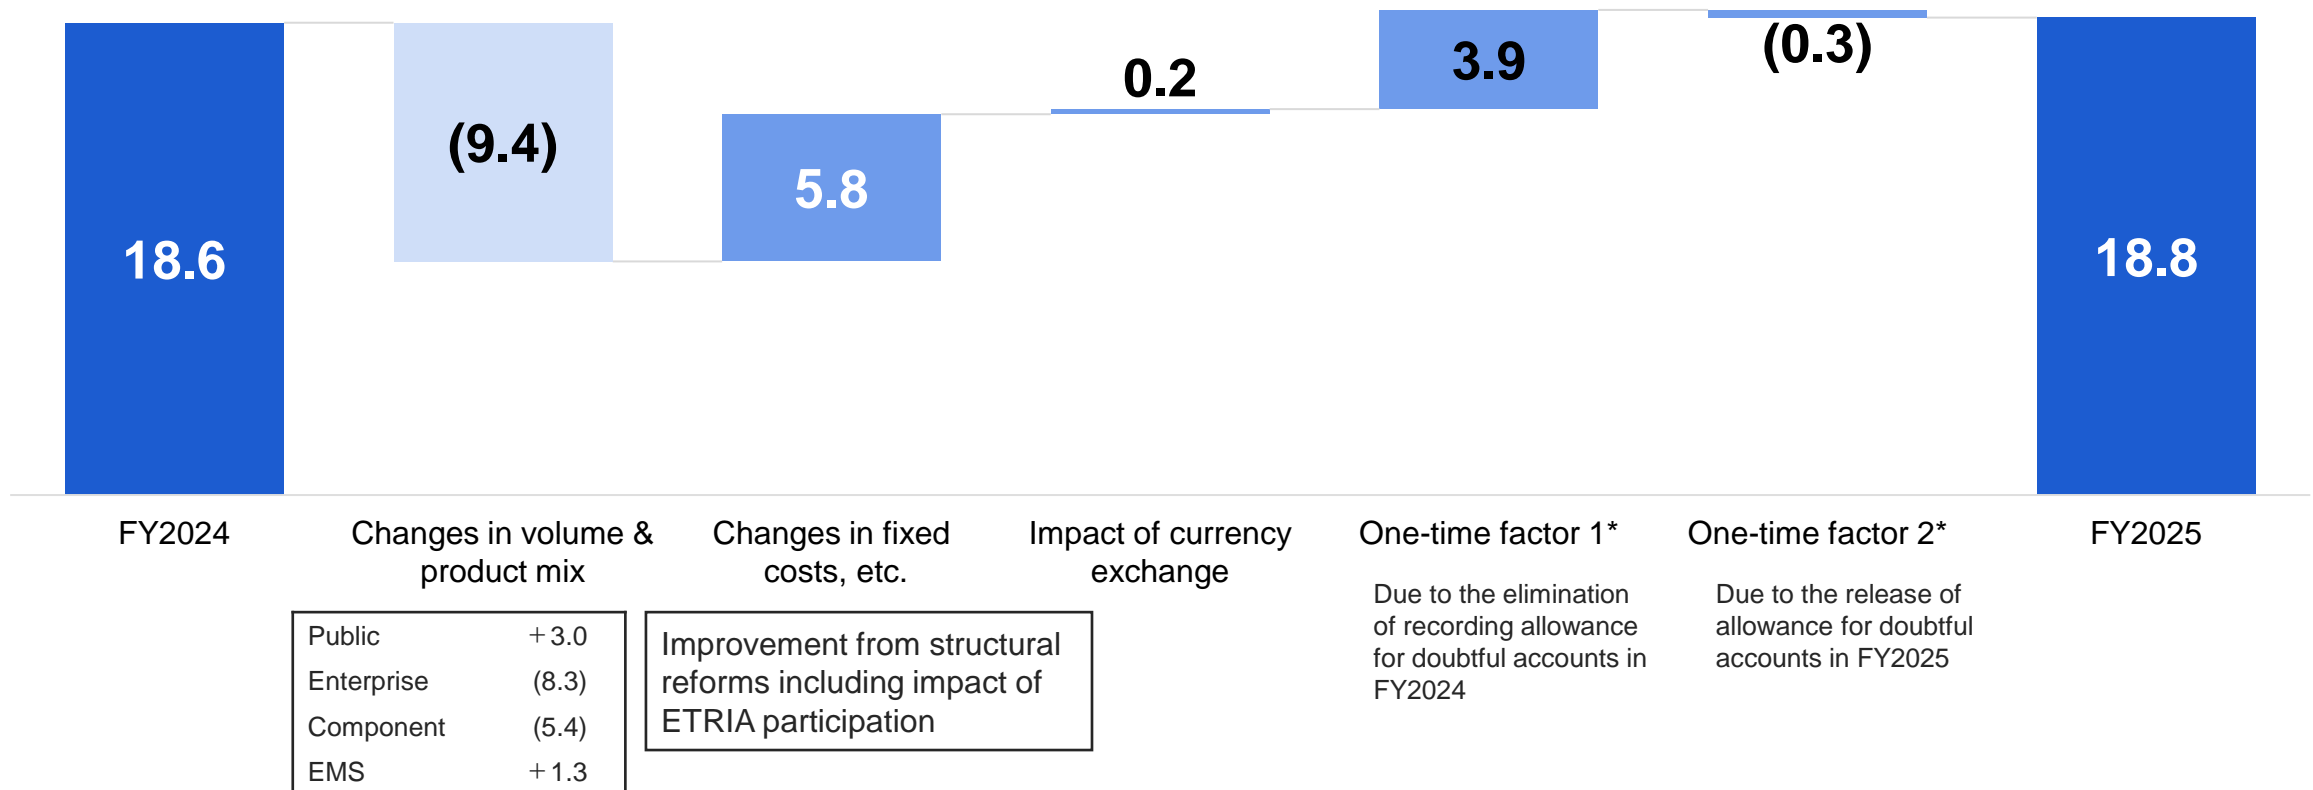 18.6
(9.4)
5.8
0.2
3.9
(0.3)
18.8
FY2024
Changes in volume &
product mix
Changes in fixed
costs, etc.
Impact of currency
exchange
One-time factor 1*
One-time factor 2*
FY2025
Public +3.0
Enterprise (8.3)
Component (5.4)
EMS +1.3
Improvement from structural
reforms including impact of
ETRIA participation
Due to the elimination
of recording allowance
for doubtful accounts in
FY2024
Due to the release of
allowance for doubtful
accounts in FY2025